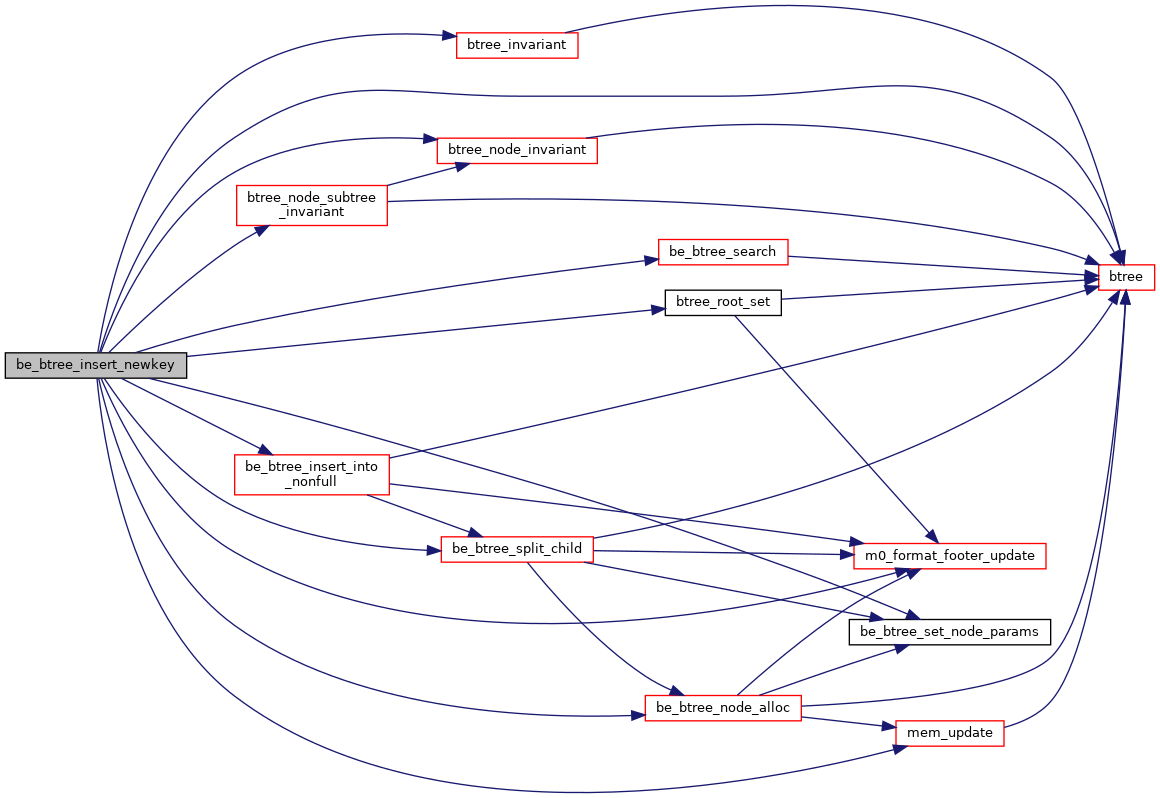 btree_invariant
btree_node_invariant
btree_node_subtree
_invariant
be_btree_search
btree
btree_root_set
be_btree_insert_newkey
be_btree_insert_into
_nonfull
be_btree_split_child
m0_format_footer_update
be_btree_set_node_params
be_btree_node_alloc
mem_update